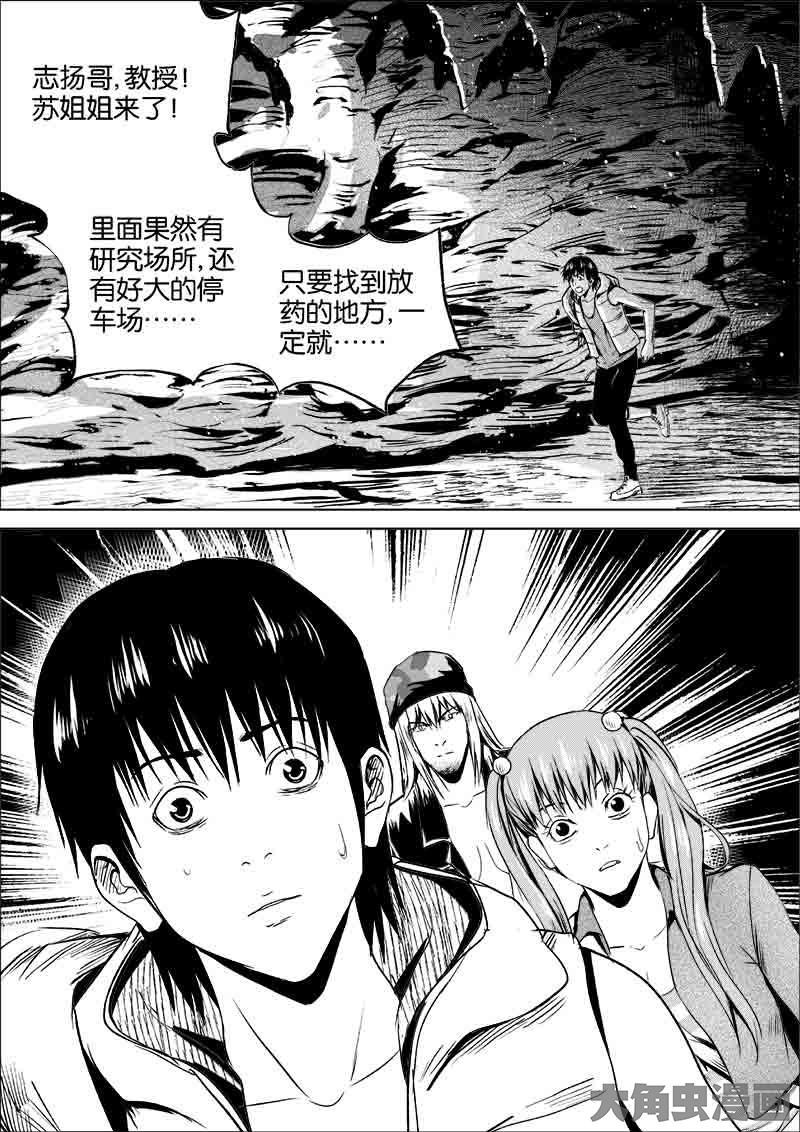 志扬哥，教授！
苏姐姐来了！
里面果然有
研究场所，还
有好大的停
车场……
只要找到放
药的地方，一
定就……
大角虫漫画